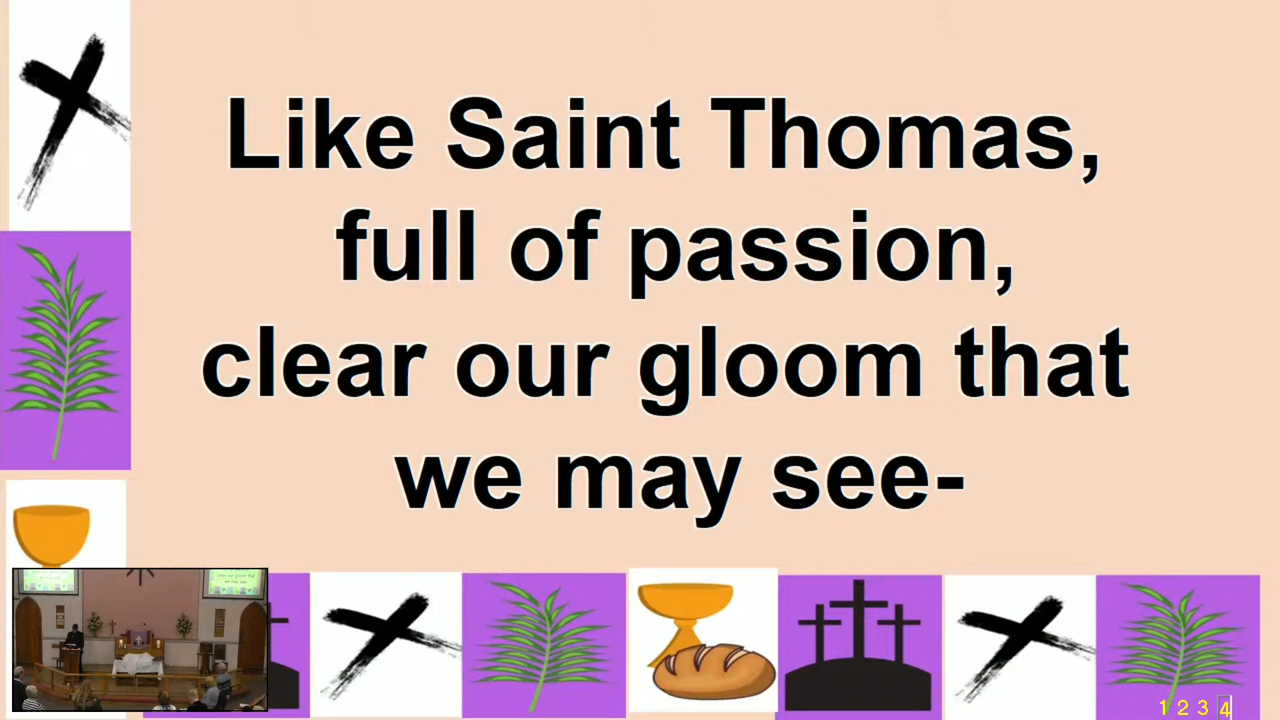 Like Saint Thomas,
full of passion,
clear our gloom that
we may see-
1 2 3 4